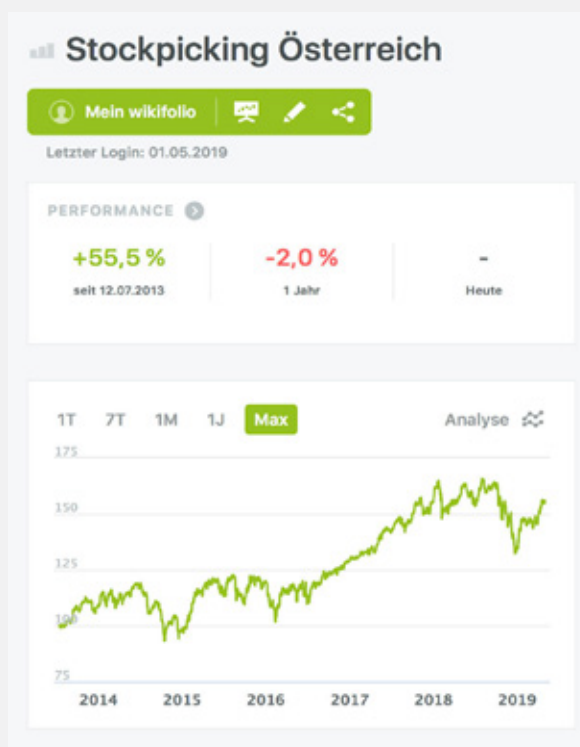 Stockpicking Österreich
Mein wikifolio
Letzter Login: 01.05.2019
PERFORMANCE
+55,5 % -2,0 % -
seit 12.07.2013 1 Jahr Heute
1T 7T 1M 1J Max Analyse
175
150
125
100
75
2014 2015 2016 2017 2018 2019